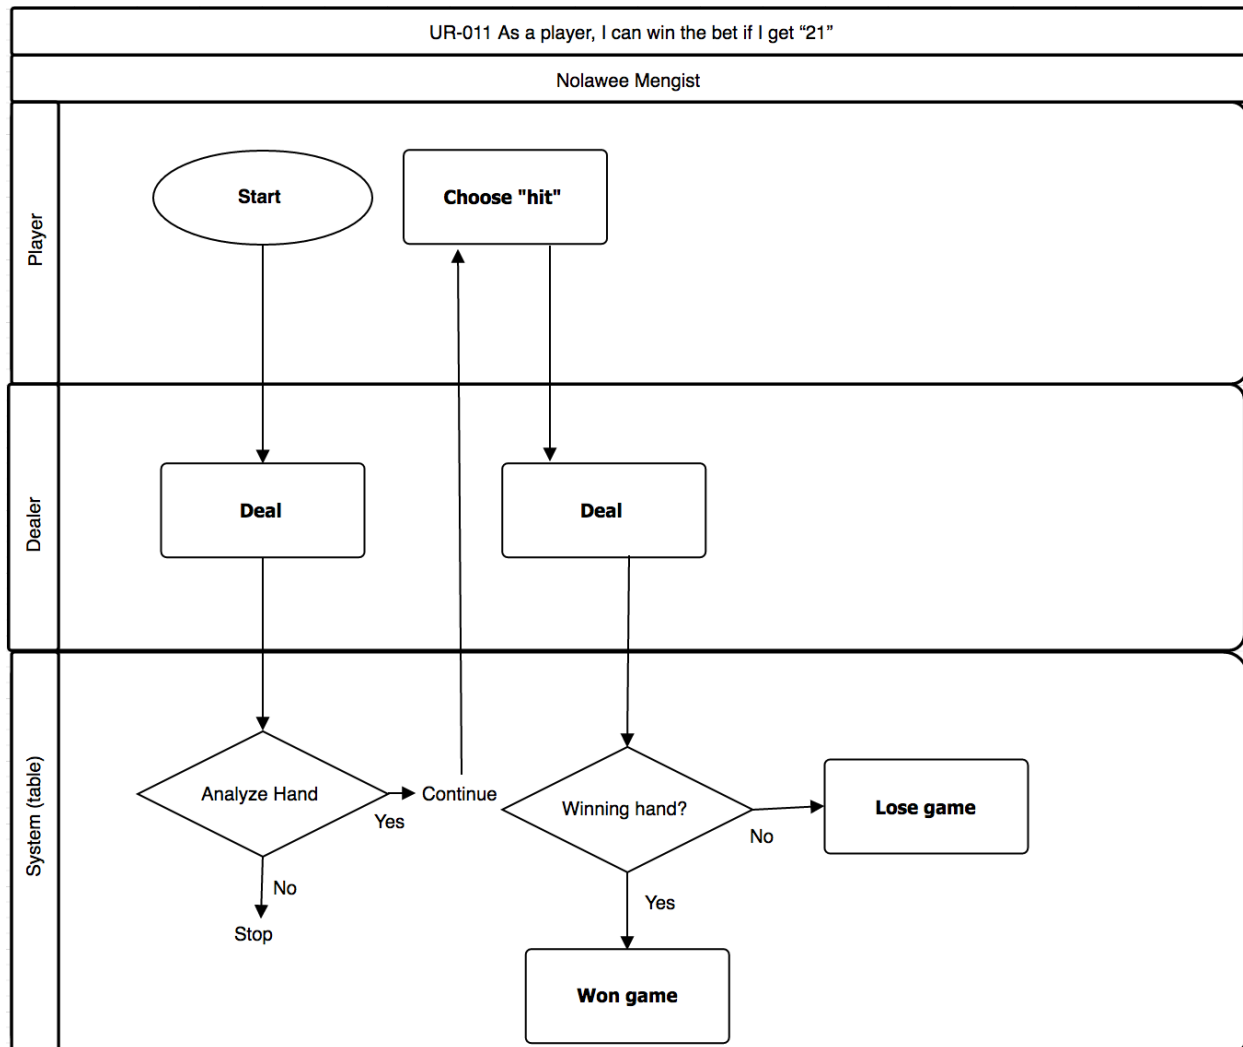 UR-011 As a player, I can win the bet if I get “21”
Nolawee Mengist
Player
Start
Choose "hit"
Dealer
Deal
Deal
System (table)
Analyze Hand
Yes
Continue
No
Stop
Winning hand?
No
Lose game
Yes
Won game